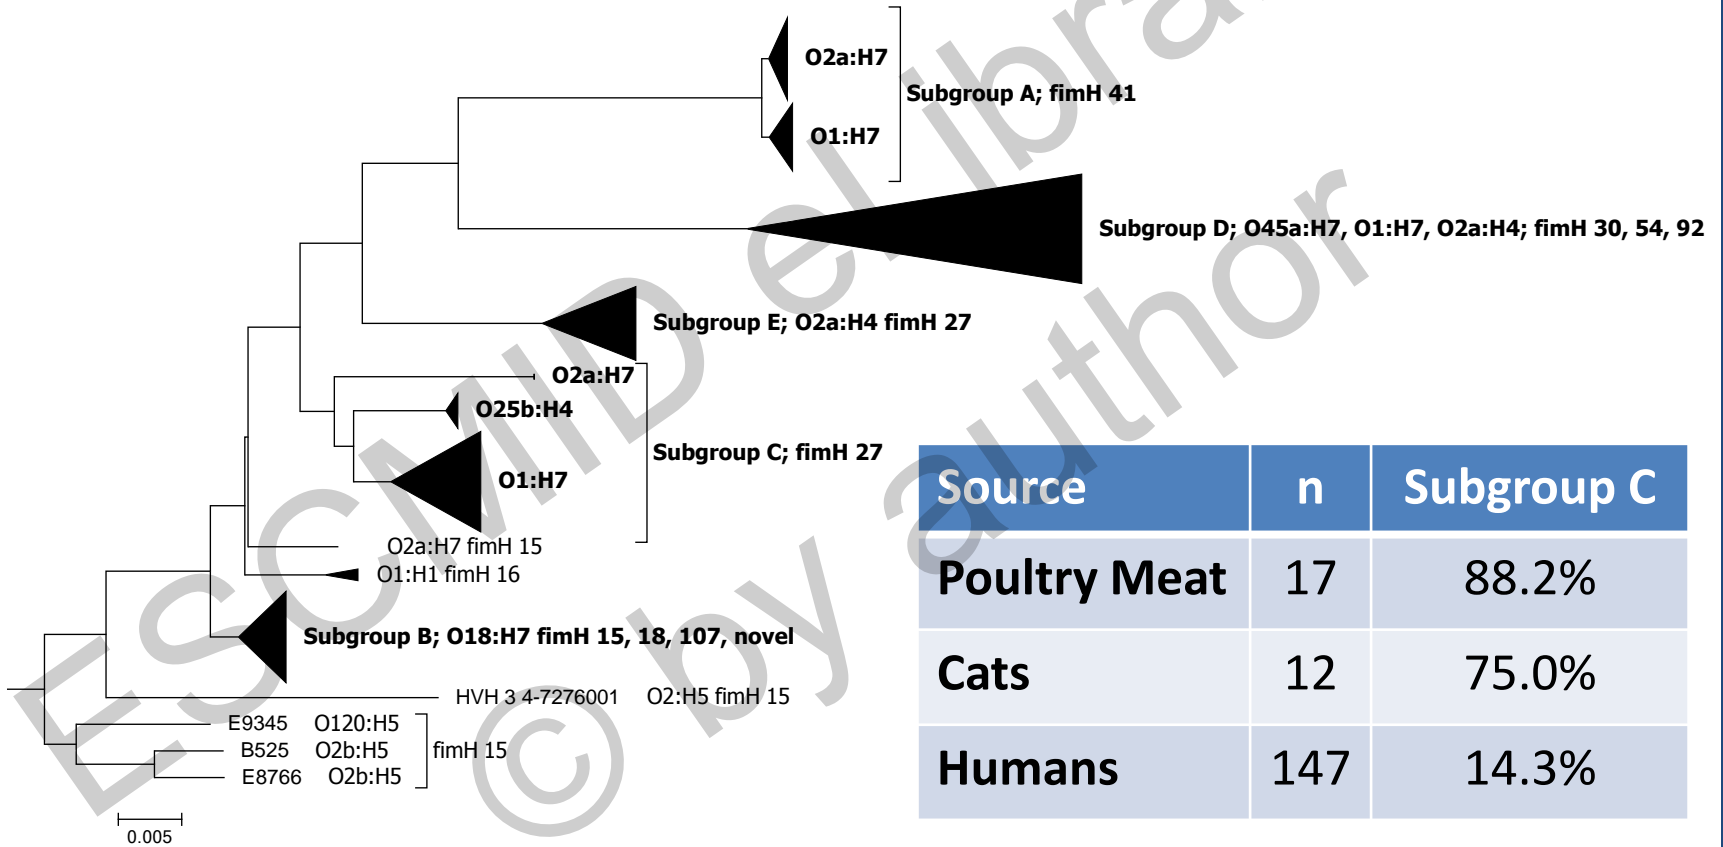 O2a:H7
Subgroup A; fimH 41
O1:H7
Subgroup D; O45a:H7, O1:H7, O2a:H4; fimH 30, 54, 92
Subgroup E; O2a:H4 fimH 27
O2a:H7
O25b:H4
Subgroup C; fimH 27
O1:H7
O2a:H7 fimH 15
O1:H1 fimH 16
Subgroup B; O18:H7 fimH 15, 18, 107, novel
HVH 3 4-7276001 O2:H5 fimH 15
E9345 O120:H5
B525 O2b:H5
fimH 15
E8766 O2b:H5
0.005
Source n Subgroup C
Poultry Meat 17 88.2%
Cats 12 75.0%
Humans 147 14.3%
ESCMID eLibra
© by author